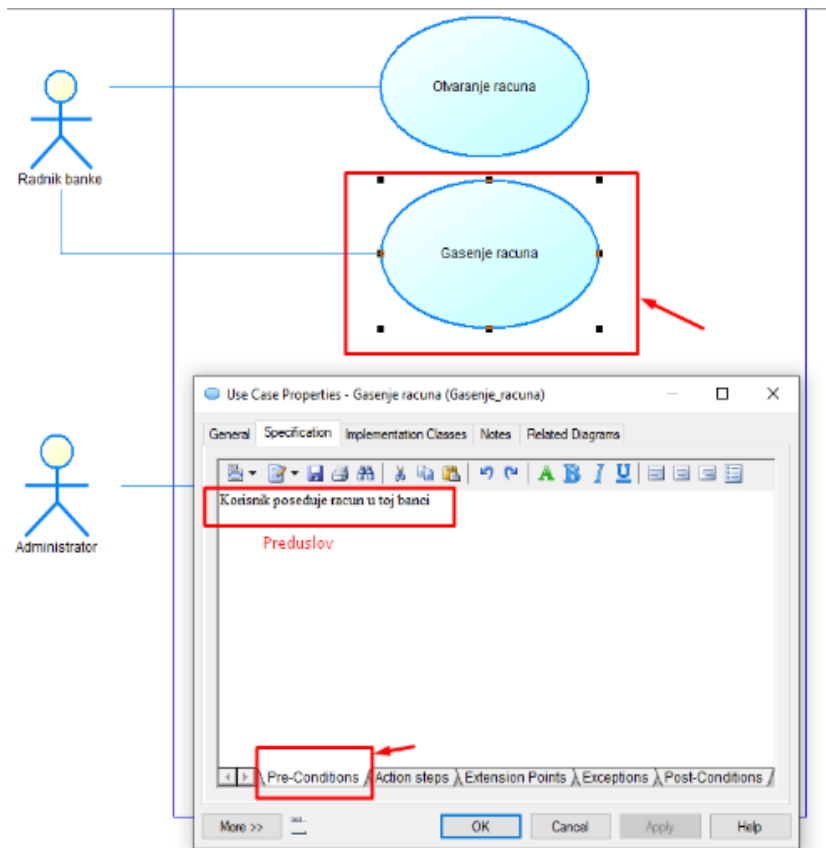 Otvaranje racuna
Radnik banke
Gasenje racuna
Use Case Properties - Gasenje racuna (Gasenje_racuna)
General Specification Implementation Classes Notes Related Diagrams
A B I U
Korisnik poseduje racun u toj banci
Preduslov
Administrator
Pre-Conditions Action steps Extension Points Exceptions Post-Conditions
More >> OK Cancel Apply Help